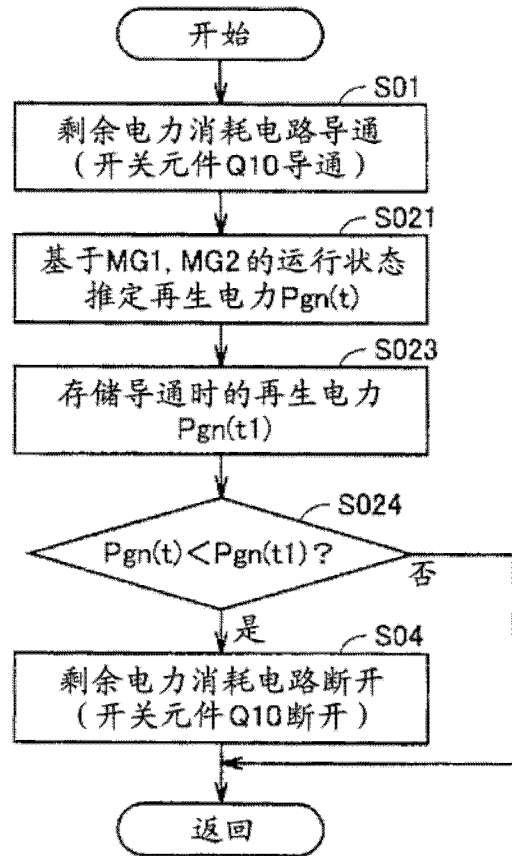 开始
S01
剩余电力消耗电路导通
（开关元件Q10导通）
S021
基于MG1, MG2的运行状态
推定再生电力Pgn(t)
S023
存储导通时的再生电力
Pgn(t1)
S024
Pgn(t)＜Pgn(t1)？
否
是
S04
剩余电力消耗电路断开
（开关元件Q10断开）
返回